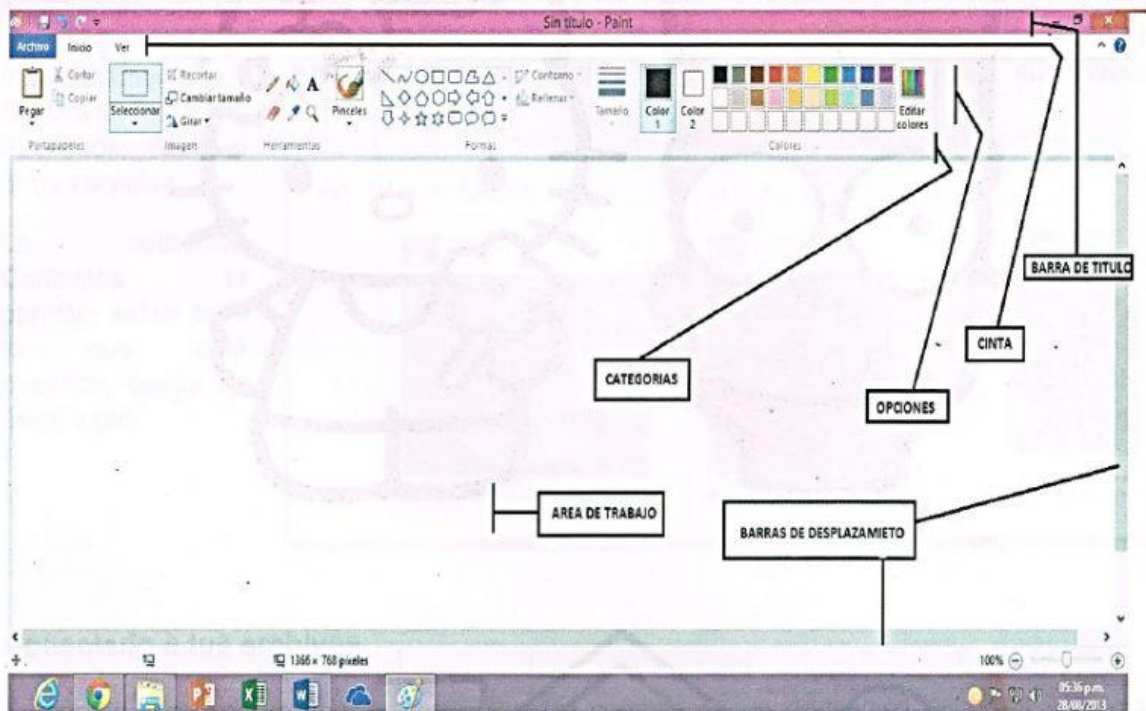 Sin título - Paint
Archivo Inicio Ver
Pegar
Cortar
Copiar
Portapapeles
Seleccionar
Recortar
Cambiar tamaño
Girar
Imagen
A
Herramientas
Pinceles
Contorno
Rellenar
Formas
Tamaño
Color 1
Color 2
Editar colores
Colores
BARRA DE TITULO
CINTA
CATEGORIAS
OPCIONES
AREA DE TRABAJO
BARRAS DE DESPLAZAMIETO
1366 × 768 píxeles
100%
05:36 p.m.
28/08/2013